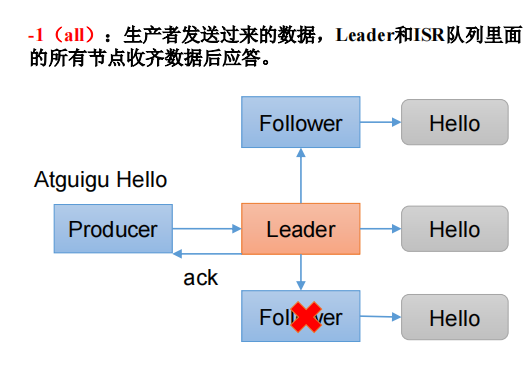 -1（all）：生产者发送过来的数据，Leader和ISR队列里面
的所有节点收齐数据后应答。
Follower
Hello
Atguigu Hello
Producer
Leader
Hello
ack
Hello